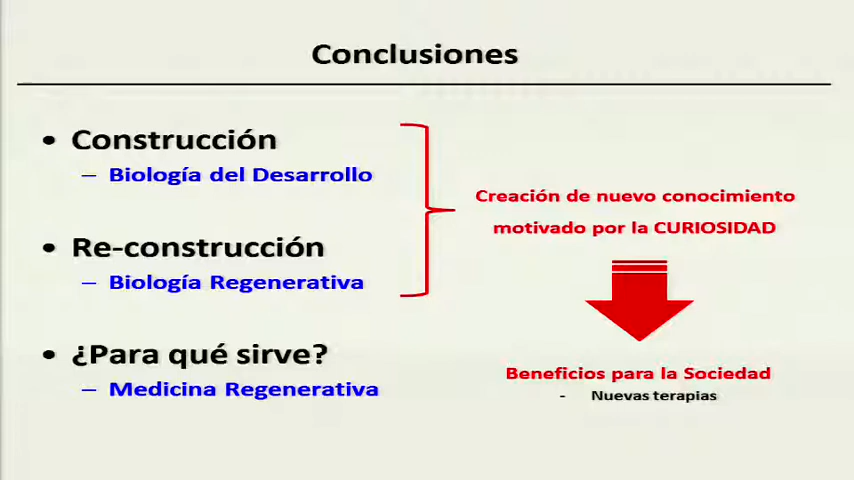 Conclusiones
• Construcción
– Biología del Desarrollo
• Re-construcción
– Biología Regenerativa
• ¿Para qué sirve?
– Medicina Regenerativa
Creación de nuevo conocimiento
motivado por la CURIOSIDAD
Beneficios para la Sociedad
- Nuevas terapias